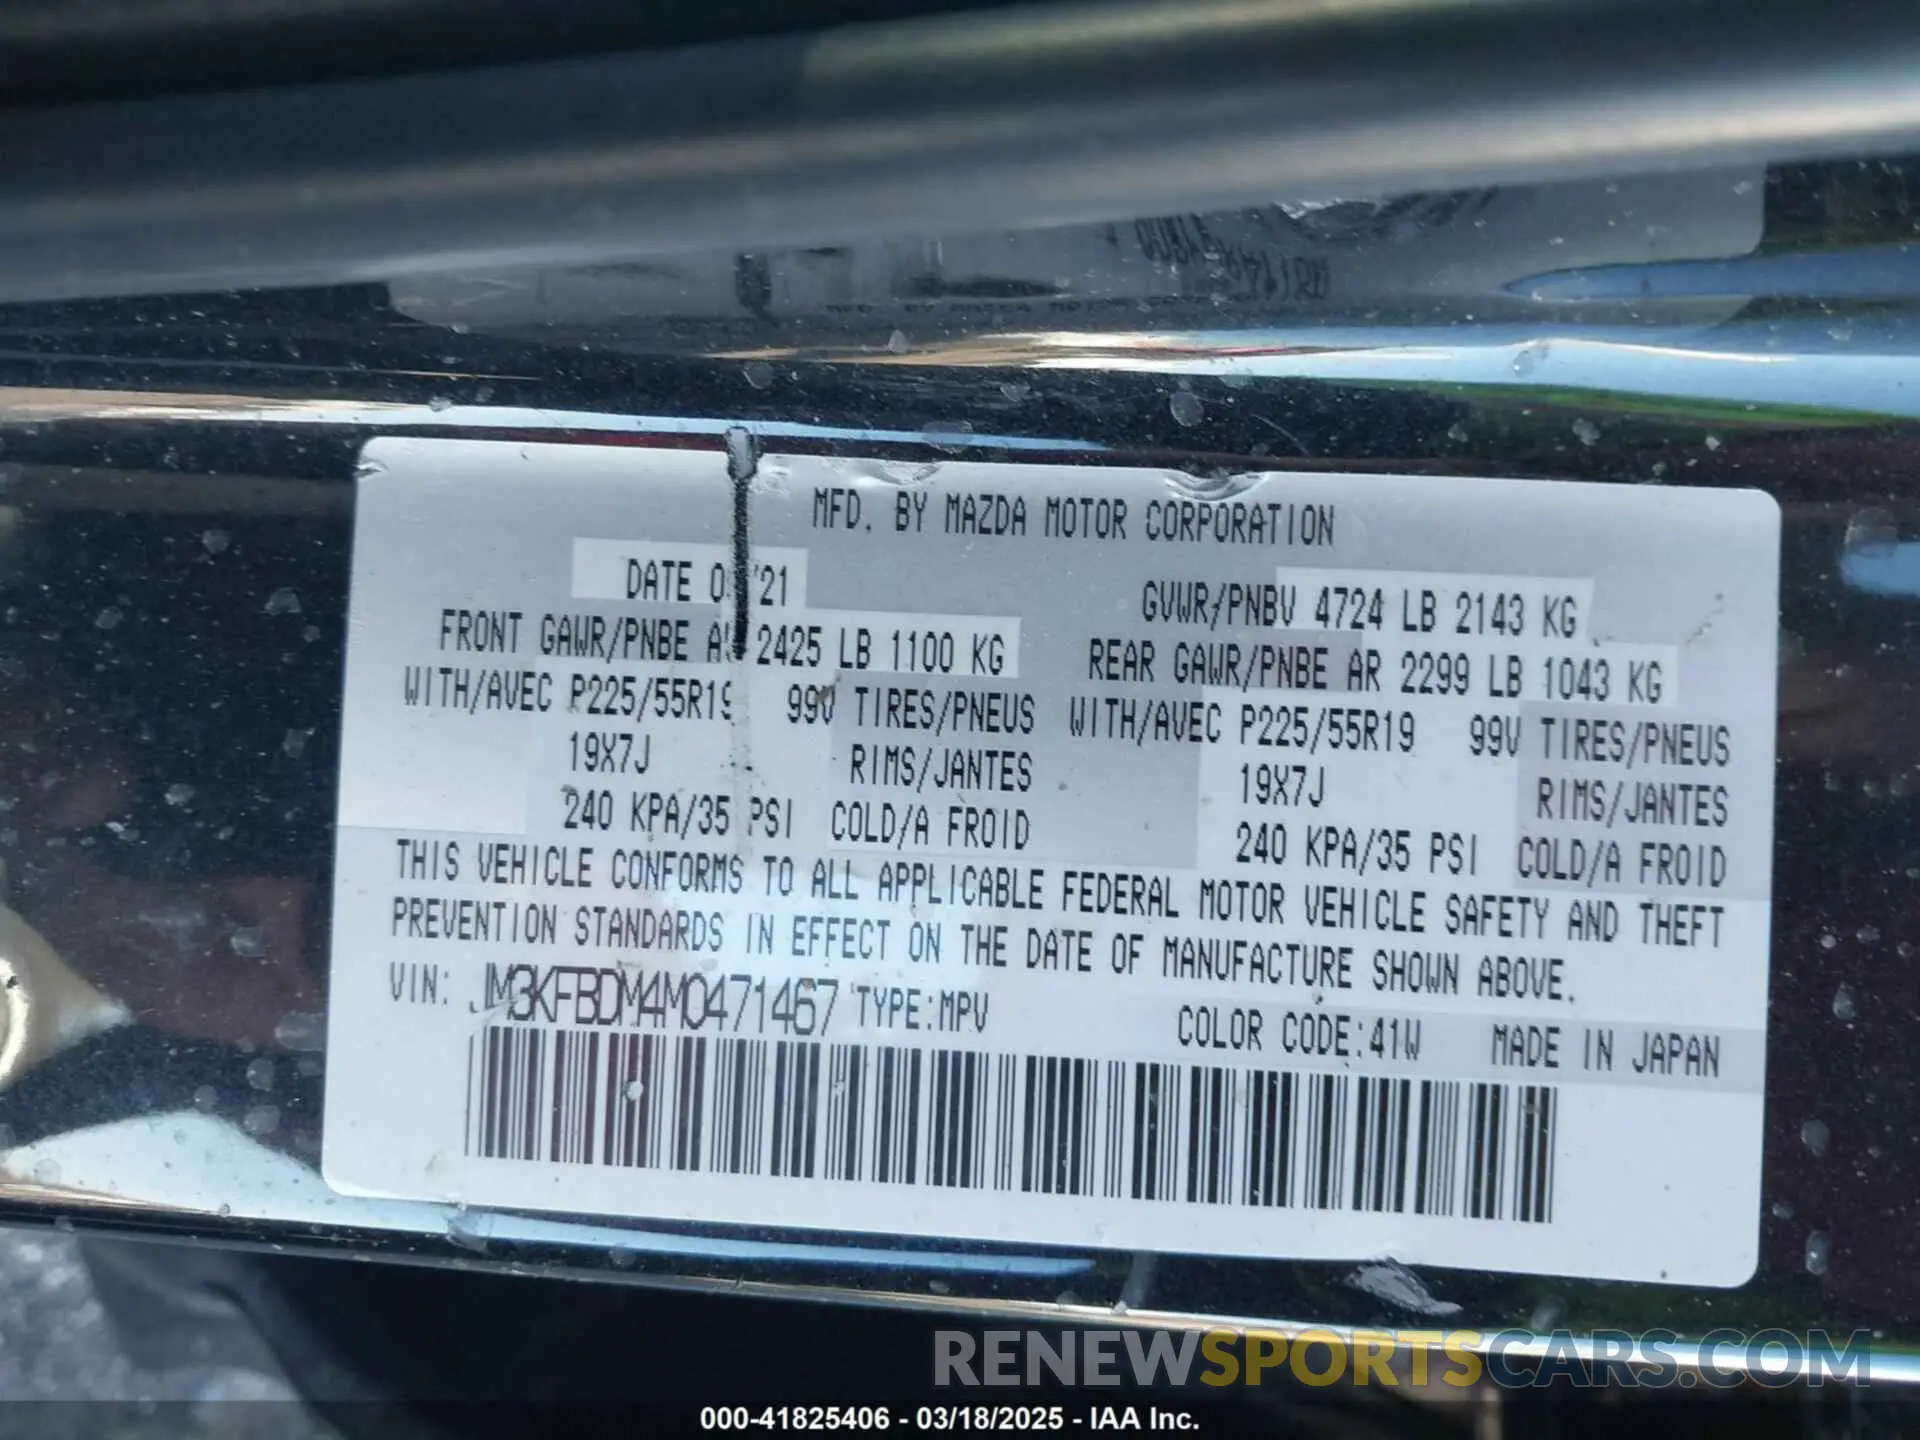 MFD. BY MAZDA MOTOR CORPORATION
DATE '21 GVWR/PNBV 4724 LB 2143 KG
FRONT GAWR/PNBE 2425 LB 1100 KG REAR GAWR/PNBE AR 2299 LB 1043 KG
WITH/AVEC P225/55R19 99V TIRES/PNEUS WITH/AVEC P225/55R19 99V TIRES/PNEUS
19X7J RIMS/JANTES 19X7J RIMS/JANTES
240 KPA/35 PSI COLD/A FROID 240 KPA/35 PSI COLD/A FROID
THIS VEHICLE CONFORMS TO ALL APPLICABLE FEDERAL MOTOR VEHICLE SAFETY AND THEFT
PREVENTION STANDARDS IN EFFECT ON THE DATE OF MANUFACTURE SHOWN ABOVE.
VIN: JM3KFBDM4M0471467 TYPE:MPV COLOR CODE:41W MADE IN JAPAN
RENEWSPORTSCARS.COM
000-41825406 - 03/18/2025 - IAA Inc.